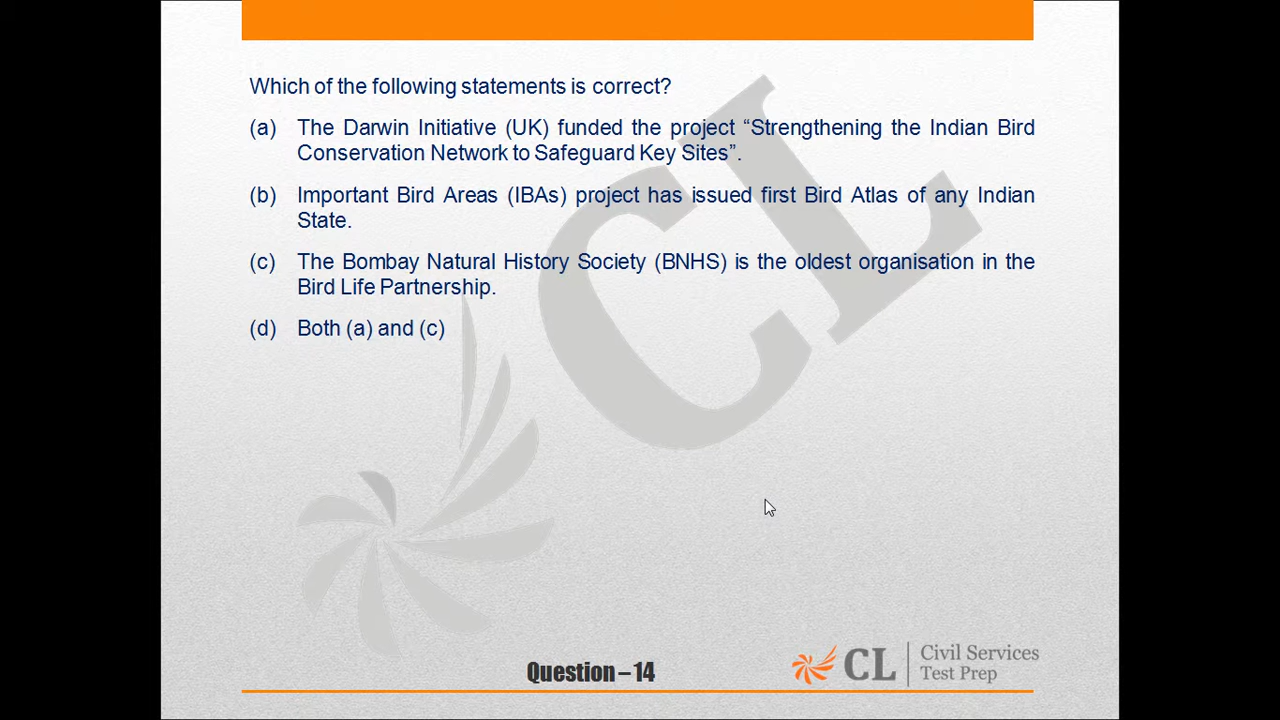 Which of the following statements is correct?
(a) The Darwin Initiative (UK) funded the project “Strengthening the Indian Bird
Conservation Network to Safeguard Key Sites”.
(b) Important Bird Areas (IBAs) project has issued first Bird Atlas of any Indian
State.
(c) The Bombay Natural History Society (BNHS) is the oldest organisation in the
Bird Life Partnership.
(d) Both (a) and (c)
CL
Question – 14
CL Civil Services
Test Prep